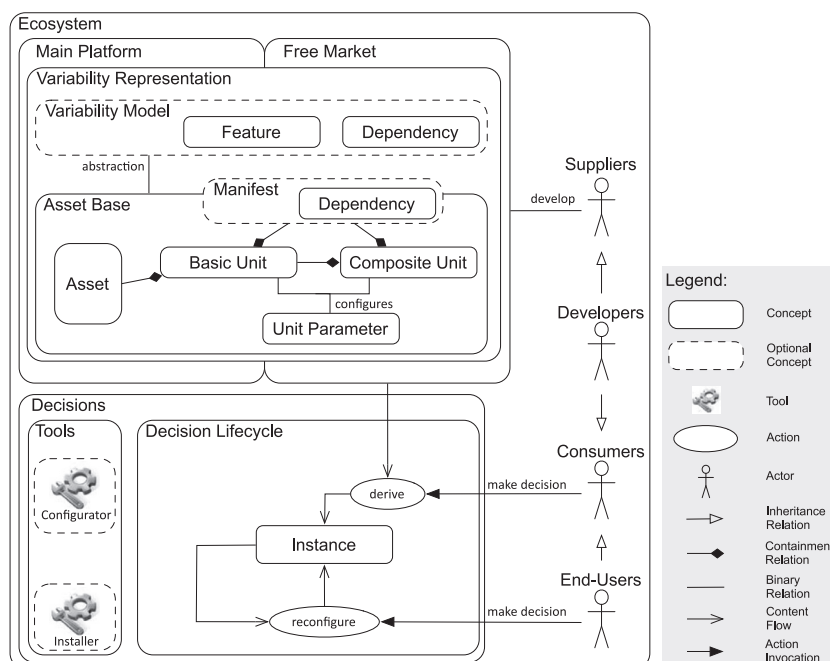 Ecosystem
Main Platform
Free Market
Variability Representation
Variability Model
Feature
Dependency
abstraction
Manifest
Dependency
Asset Base
Asset
Basic Unit
Composite Unit
configures
Unit Parameter
Suppliers
develop
Developers
Consumers
make decision
End-Users
make decision
Decisions
Tools
Configurator
Installer
Decision Lifecycle
derive
Instance
reconfigure
Legend:
Concept
Optional
Concept
Tool
Action
Actor
Inheritance
Relation
Containmen
Relation
Binary
Relation
Content
Flow
Action
Invocation